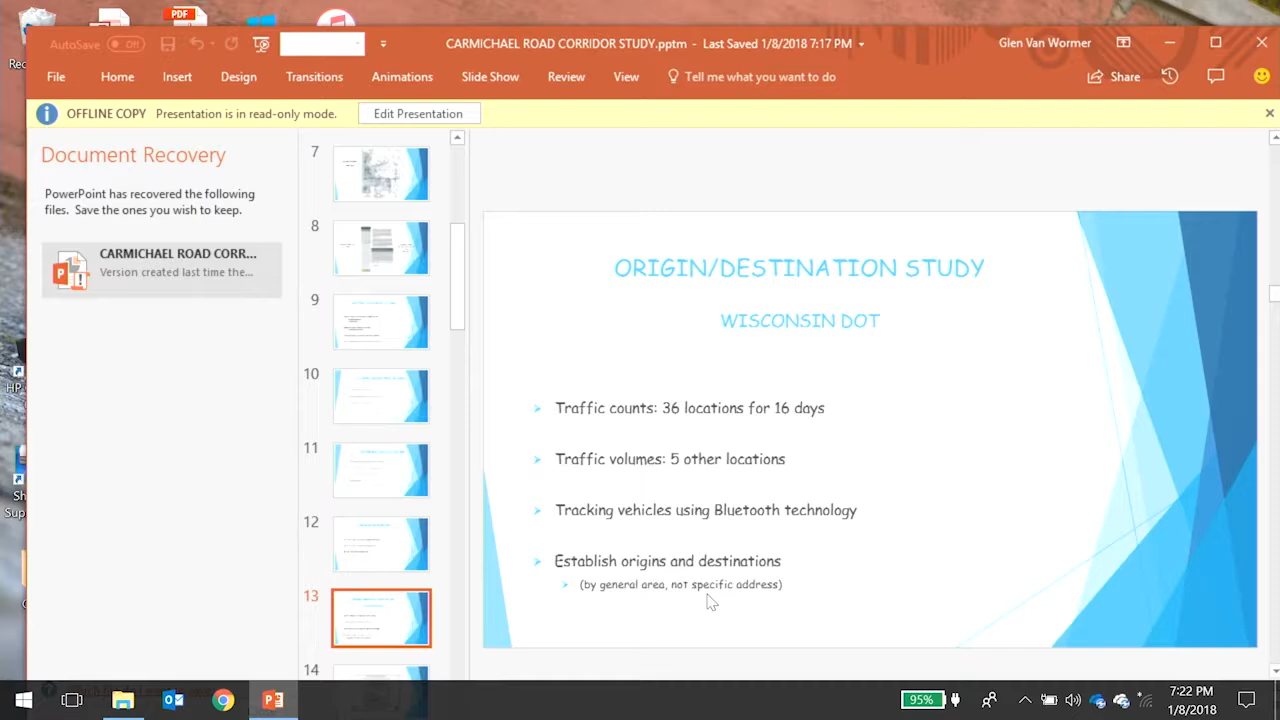 PDF
AutoSave
Off
CARMICHAEL ROAD CORRIDOR STUDY.pptm - Last Saved 1/8/2018 7:17 PM
Glen Van Wormer
File Home Insert Design Transitions Animations Slide Show Review View Tell me what you want to do
Share
OFFLINE COPY Presentation is in read-only mode.
Edit Presentation
Document Recovery
PowerPoint has recovered the following
files. Save the ones you wish to keep.
CARMICHAEL ROAD CORR...
Version created last time the...
7
8
9
10
11
12
13
14
ORIGIN/DESTINATION STUDY
WISCONSIN DOT
Traffic counts: 36 locations for 16 days
Traffic volumes: 5 other locations
Tracking vehicles using Bluetooth technology
Establish origins and destinations
(by general area, not specific address)
HP
Sup
95%
7:22 PM
1/8/2018